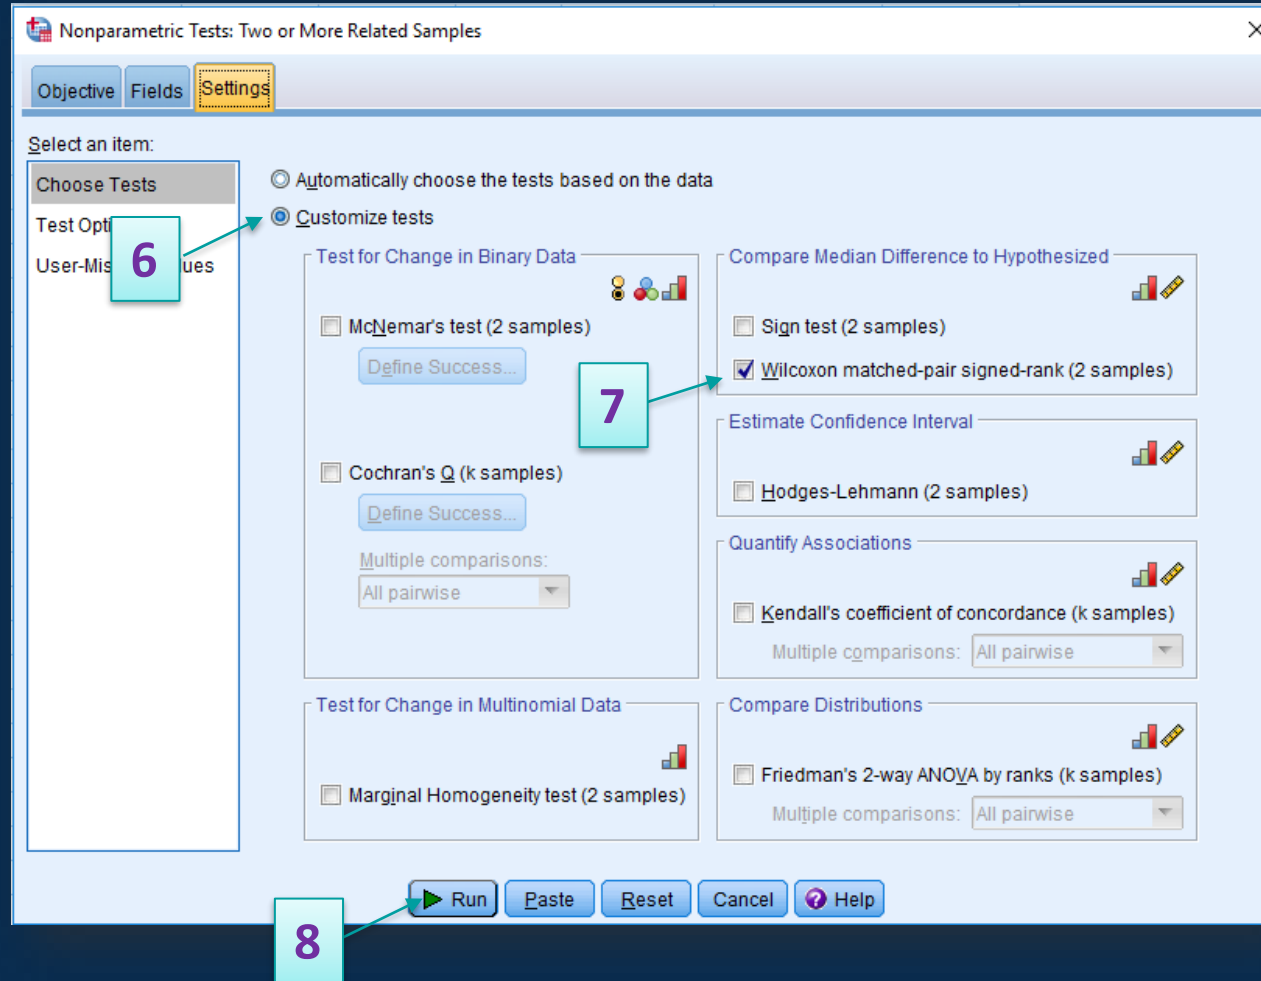 Nonparametric Tests: Two or More Related Samples
Objective Fields Settings
Select an item:
Choose Tests
Test Opti
User-Mis lues
6
Automatically choose the tests based on the data
Customize tests
Test for Change in Binary Data
McNemar's test (2 samples)
Define Success...
Cochran's Q (k samples)
Define Success...
Multiple comparisons:
All pairwise
Test for Change in Multinomial Data
Marginal Homogeneity test (2 samples)
Compare Median Difference to Hypothesized
Sign test (2 samples)
7
Wilcoxon matched-pair signed-rank (2 samples)
Estimate Confidence Interval
Hodges-Lehmann (2 samples)
Quantify Associations
Kendall's coefficient of concordance (k samples)
Multiple comparisons: All pairwise
Compare Distributions
Friedman's 2-way ANOVA by ranks (k samples)
Multiple comparisons: All pairwise
Run Paste Reset Cancel Help
8